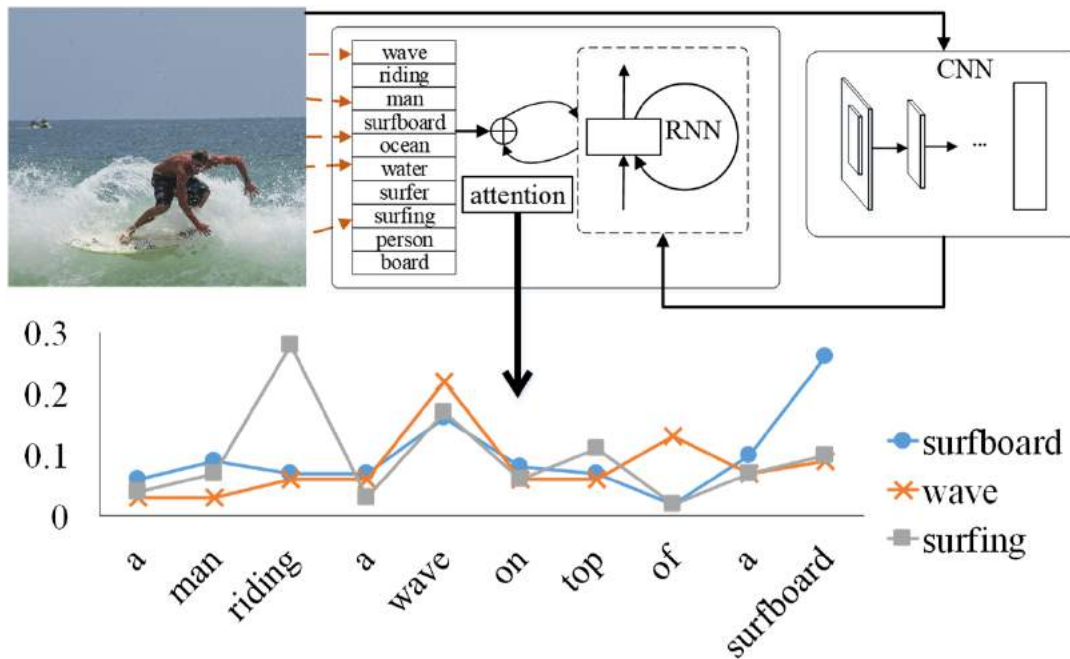 wave
riding
man
surfboard
ocean
water
surfer
surfing
person
board
attention
RNN
CNN
...
0.3
0.2
0.1
0
surfboard
wave
surfing
a man riding a wave on top of a surfboard